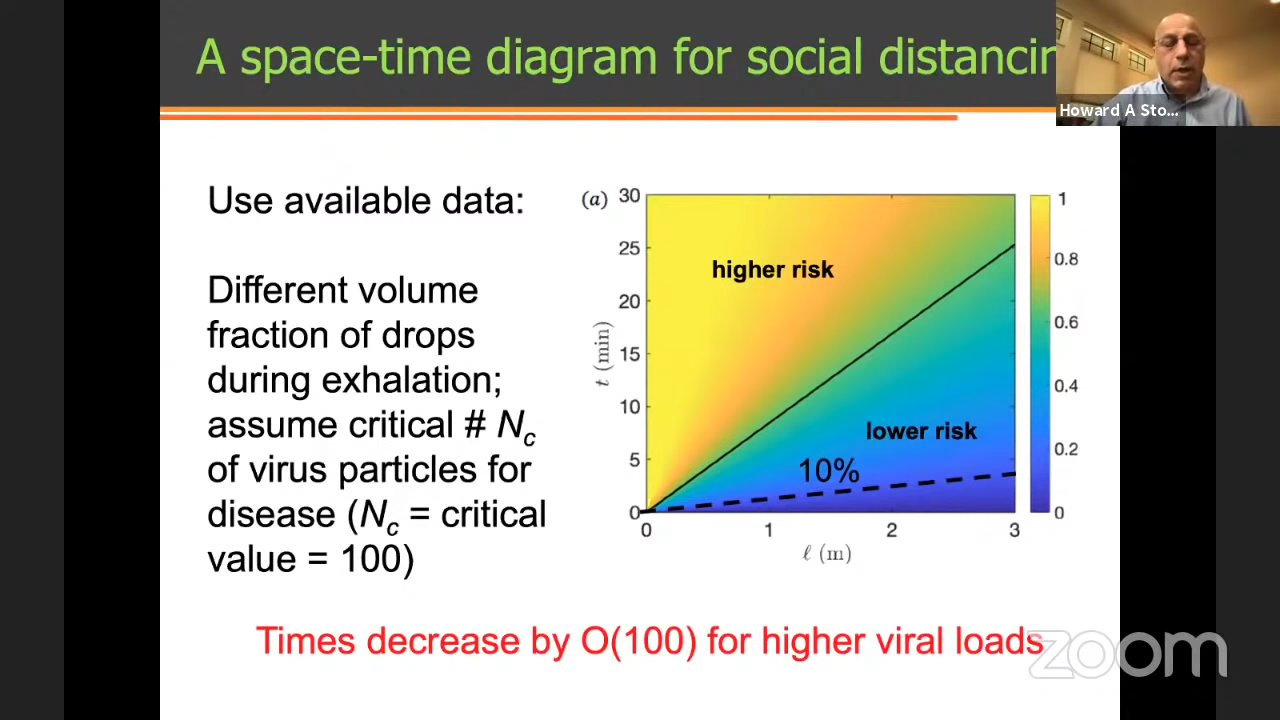 A space-time diagram for social distancin
Howard A Sto...
Use available data:
Different volume
fraction of drops
during exhalation;
assume critical # Nc
of virus particles for
disease (Nc = critical
value = 100)
(a)
30
25
20
15
10
5
0
t (min)
higher risk
lower risk
10%
0 1 2 3
ℓ (m)
1
0.8
0.6
0.4
0.2
0
Times decrease by O(100) for higher viral loads
zoom